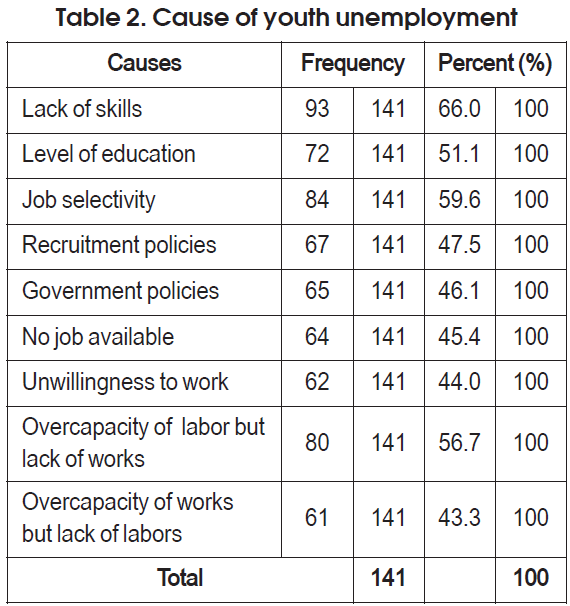 Table 2. Cause of youth unemployment
Causes Frequency Percent (%)
Lack of skills 93 141 66.0 100
Level of education 72 141 51.1 100
Job selectivity 84 141 59.6 100
Recruitment policies 67 141 47.5 100
Government policies 65 141 46.1 100
No job available 64 141 45.4 100
Unwillingness to work 62 141 44.0 100
Overcapacity of labor but
lack of works 80 141 56.7 100
Overcapacity of works
but lack of labors 61 141 43.3 100
Total 141 100